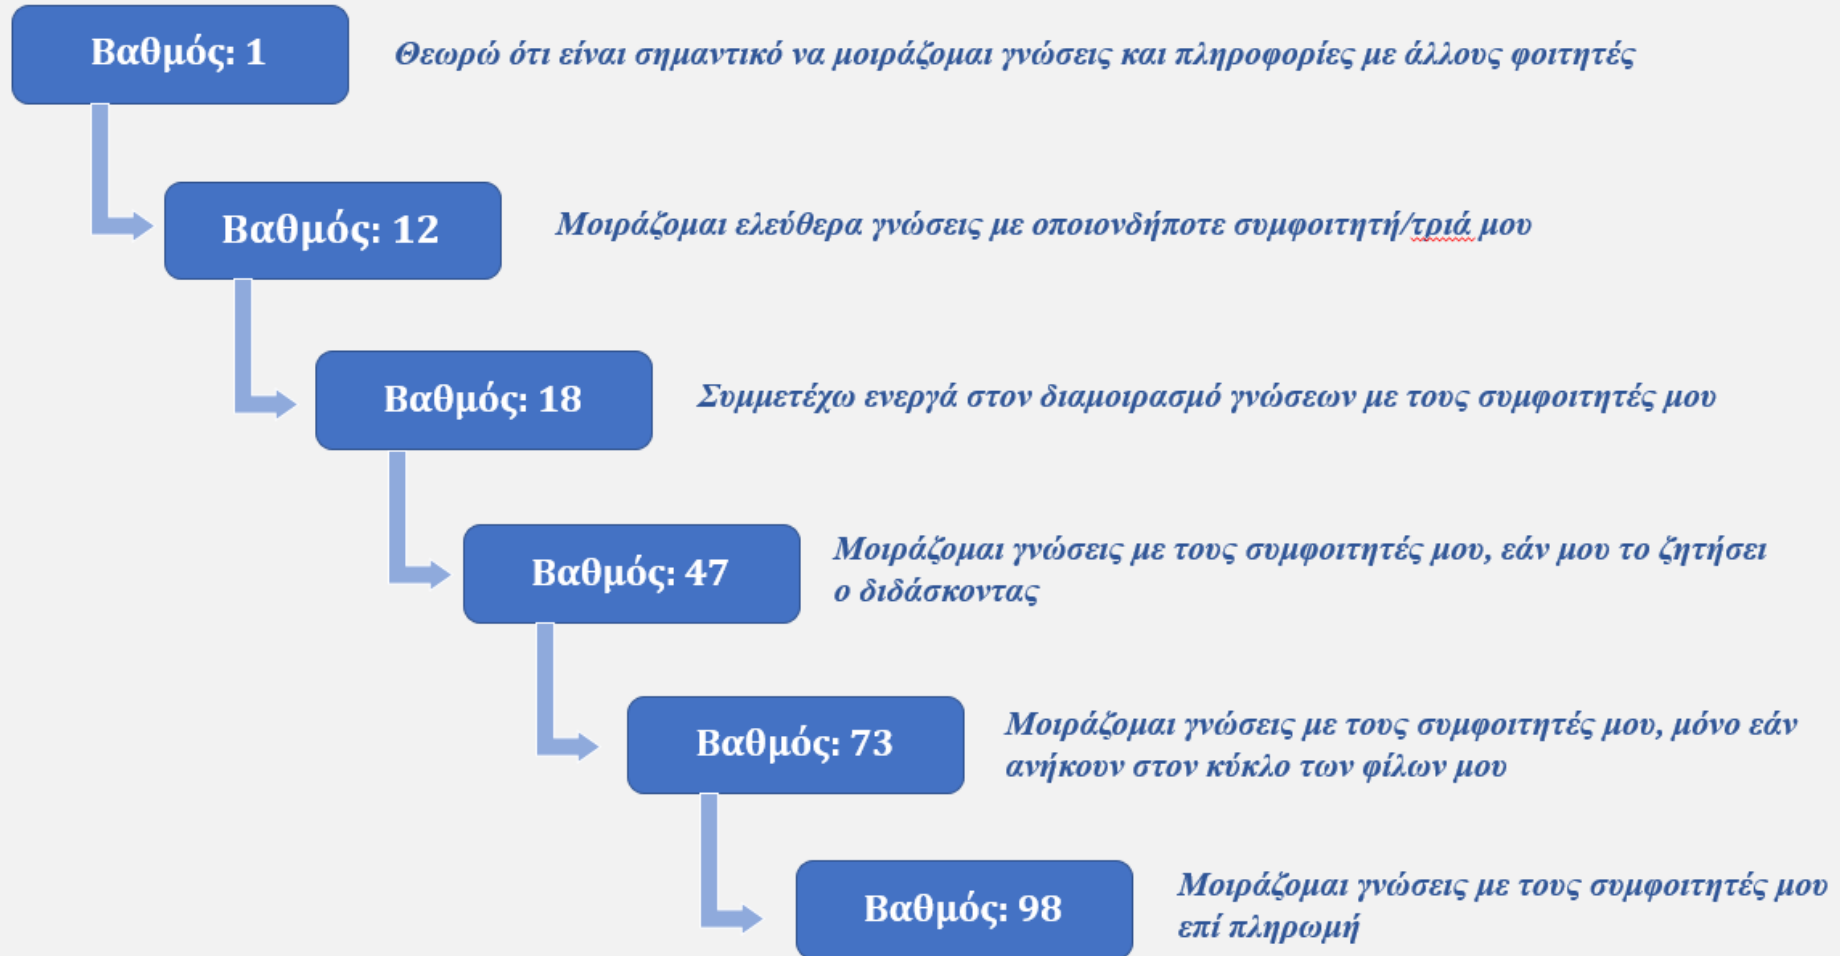 Βαθμός: 1
Θεωρώ ότι είναι σημαντικό να μοιράζομαι γνώσεις και πληροφορίες με άλλους φοιτητές
Βαθμός: 12
Μοιράζομαι ελεύθερα γνώσεις με οποιονδήποτε συμφοιτητή/τριά μου
Βαθμός: 18
Συμμετέχω ενεργά στον διαμοιρασμό γνώσεων με τους συμφοιτητές μου
Βαθμός: 47
Μοιράζομαι γνώσεις με τους συμφοιτητές μου, εάν μου το ζητήσει
ο διδάσκοντας
Βαθμός: 73
Μοιράζομαι γνώσεις με τους συμφοιτητές μου, μόνο εάν
ανήκουν στον κύκλο των φίλων μου
Βαθμός: 98
Μοιράζομαι γνώσεις με τους συμφοιτητές μου
επί πληρωμή